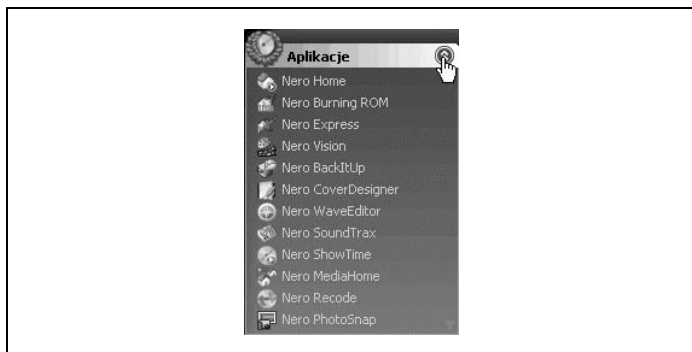 Aplikacje
Nero Home
Nero Burning ROM
Nero Express
Nero Vision
Nero BackItUp
Nero CoverDesigner
Nero WaveEditor
Nero SoundTrax
Nero ShowTime
Nero MediaHome
Nero Recode
Nero PhotoSnap